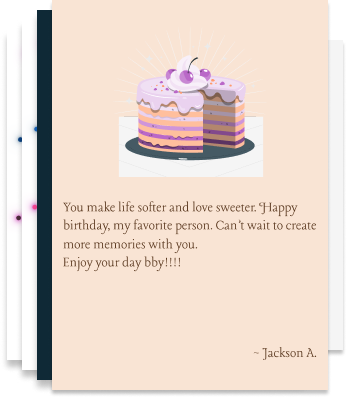 You make life softer and love sweeter. Happy
birthday, my favorite person. Can't wait to create
more memories with you.
Enjoy your day bby!!!!
~ Jackson A.